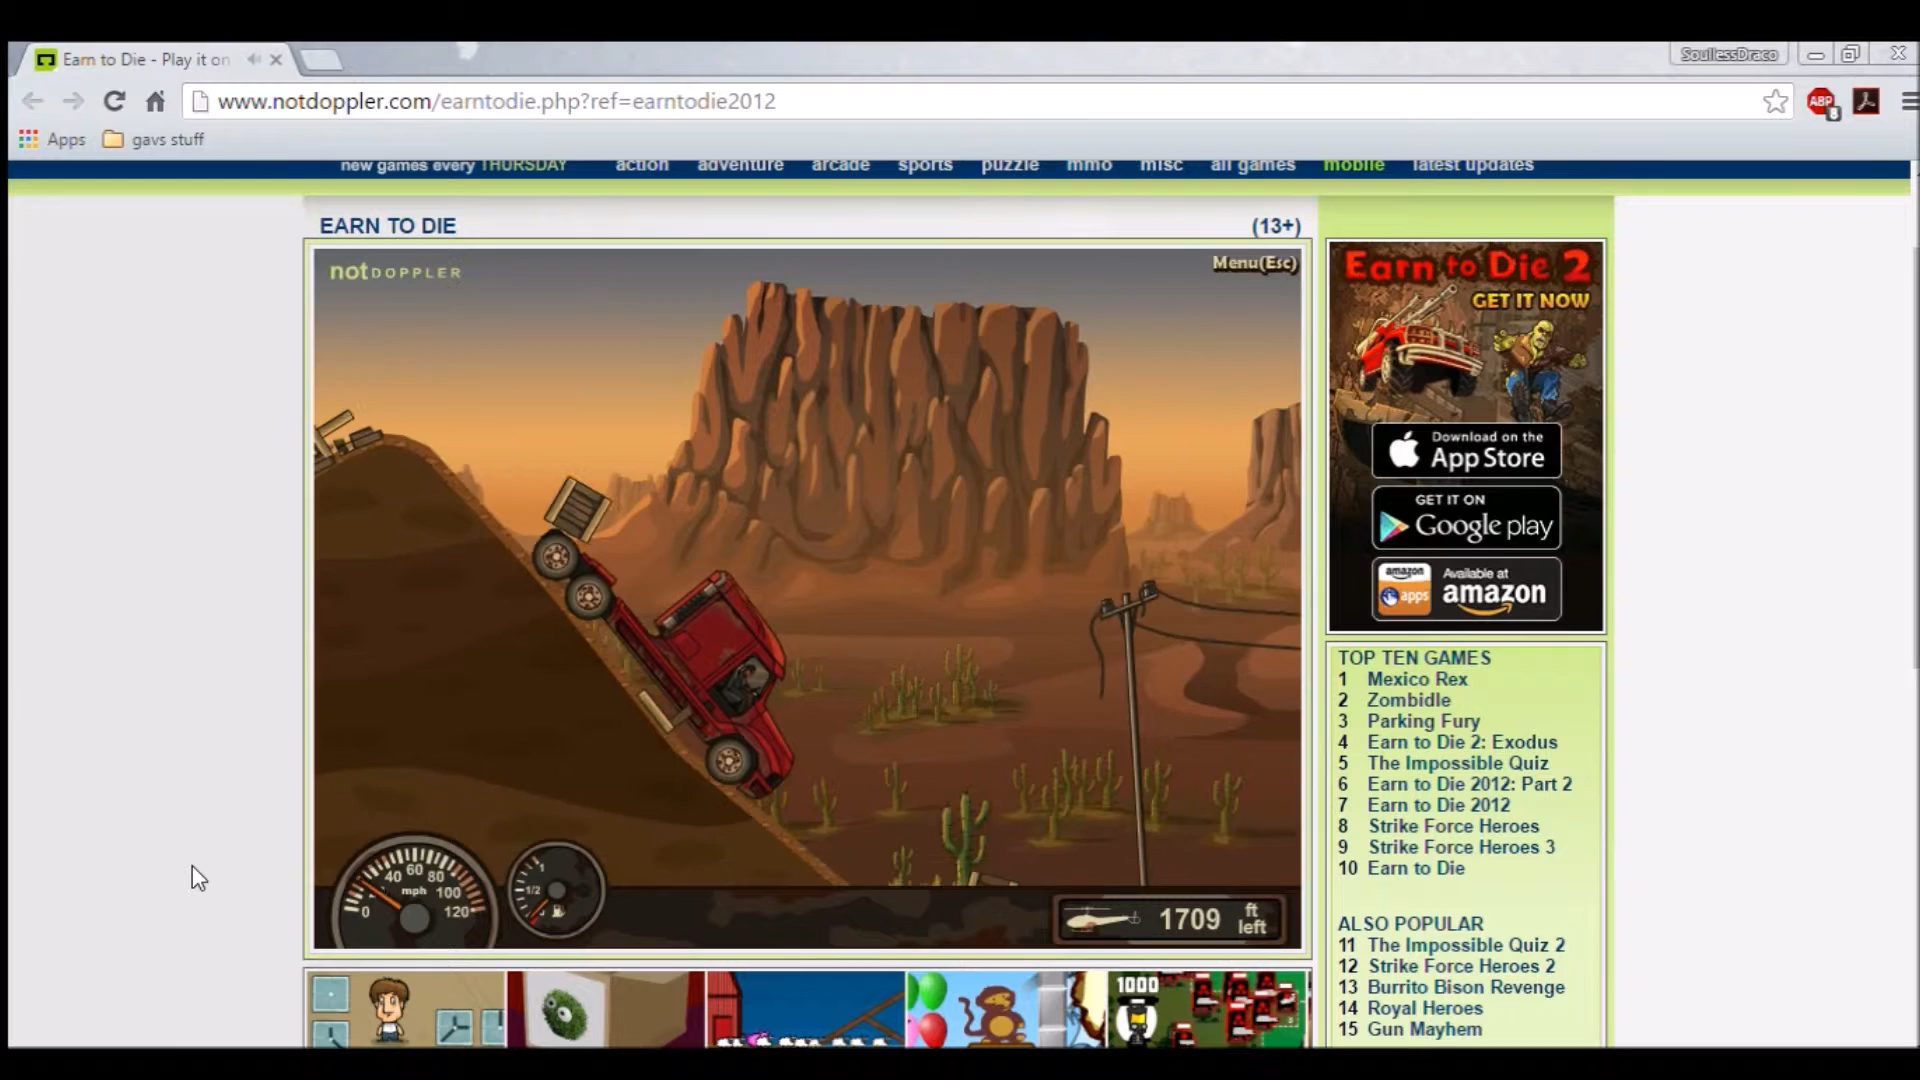 Earn to Die - Play it on
SoullessDraco
www.notdoppler.com/earntodie.php?ref=earntodie2012
ABP
8
Apps
gavs stuff
new games every THURSDAY
action
adventure
arcade
sports
puzzle
mmo
misc
all games
mobile
latest updates
EARN TO DIE
(13+)
notDOPPLER
Menu(Esc)
Earn to Die 2
GET IT NOW
Download on the
App Store
GET IT ON
Google play
amazon
apps
Available at
amazon
TOP TEN GAMES
1 Mexico Rex
2 Zombidle
3 Parking Fury
4 Earn to Die 2: Exodus
5 The Impossible Quiz
6 Earn to Die 2012: Part 2
7 Earn to Die 2012
8 Strike Force Heroes
9 Strike Force Heroes 3
10 Earn to Die
ALSO POPULAR
11 The Impossible Quiz 2
12 Strike Force Heroes 2
13 Burrito Bison Revenge
14 Royal Heroes
15 Gun Mayhem
0
40
60
80
100
120
mph
1
1/2
1709
ft
left
1000